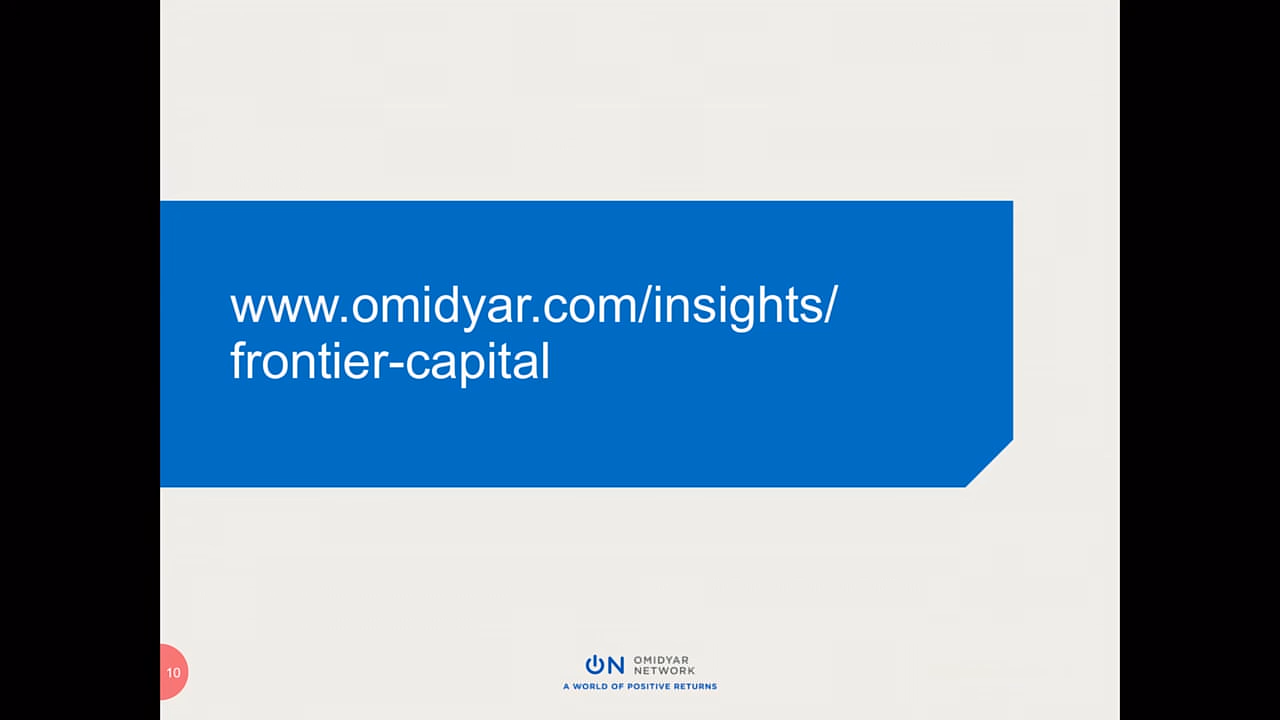 www.omidyar.com/insights/
frontier-capital
10
ON OMIDYAR
NETWORK
A WORLD OF POSITIVE RETURNS